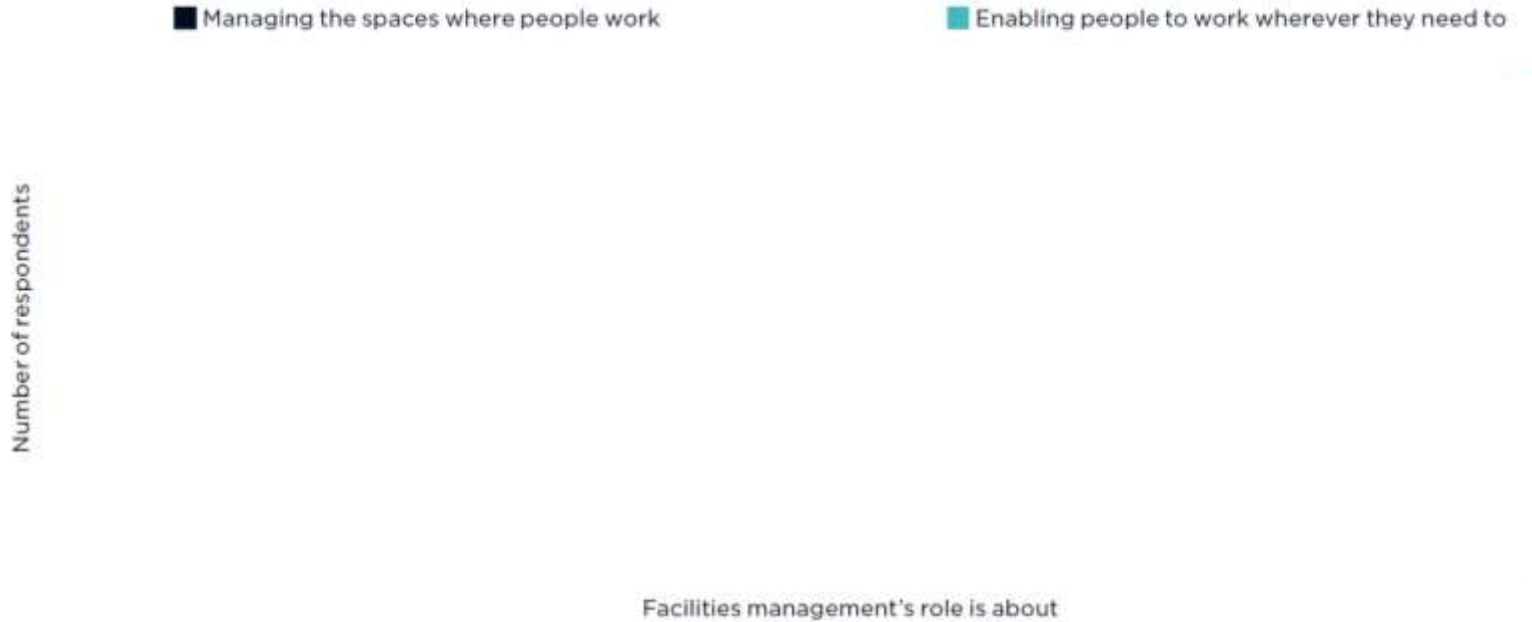 Managing the spaces where people work
Enabling people to work wherever they need to
Number of respondents
Facilities management's role is about